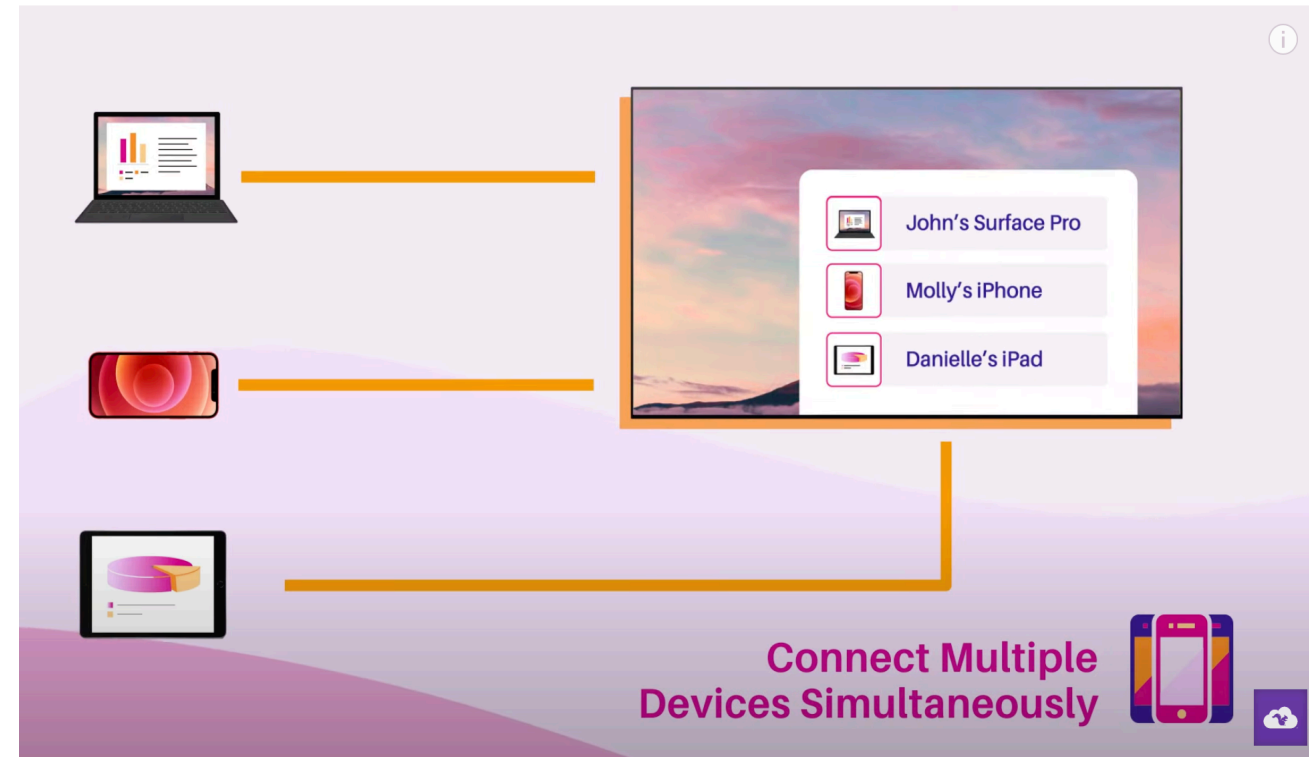 John’s Surface Pro
Molly’s iPhone
Danielle’s iPad
Connect Multiple
Devices Simultaneously
i